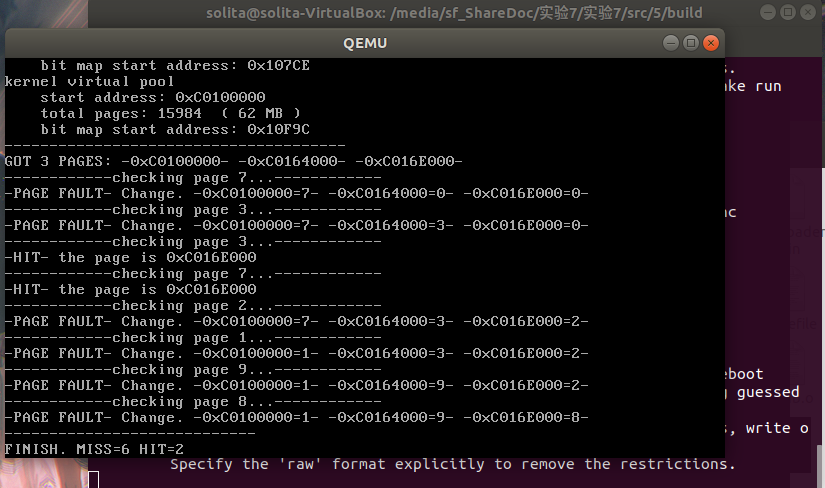 solita@solita-VirtualBox: /media/sf_ShareDoc/实验7/实验7/src/5/build
QEMU
bit map start address: 0x107CE
kernel virtual pool
start address: 0xC0100000
total pages: 15984 ( 62 MB )
bit map start address: 0x10F9C
--------------------------------------
GOT 3 PAGES: -0xC0100000- -0xC0164000- -0xC016E000-
------------checking page 7...------------
-PAGE FAULT- Change. -0xC0100000=7- -0xC0164000=0- -0xC016E000=0-
------------checking page 3...------------
-PAGE FAULT- Change. -0xC0100000=7- -0xC0164000=3- -0xC016E000=0-
------------checking page 3...------------
-HIT- the page is 0xC016E000
------------checking page 7...------------
-HIT- the page is 0xC016E000
------------checking page 2...------------
-PAGE FAULT- Change. -0xC0100000=7- -0xC0164000=3- -0xC016E000=2-
------------checking page 1...------------
-PAGE FAULT- Change. -0xC0100000=1- -0xC0164000=3- -0xC016E000=2-
------------checking page 9...------------
-PAGE FAULT- Change. -0xC0100000=1- -0xC0164000=9- -0xC016E000=2-
------------checking page 8...------------
-PAGE FAULT- Change. -0xC0100000=1- -0xC0164000=9- -0xC016E000=8-
----------------------------
FINISH. MISS=6 HIT=2
s.
ake run
nc
eboot
g guessed
s, write o
Specify the 'raw' format explicitly to remove the restrictions.